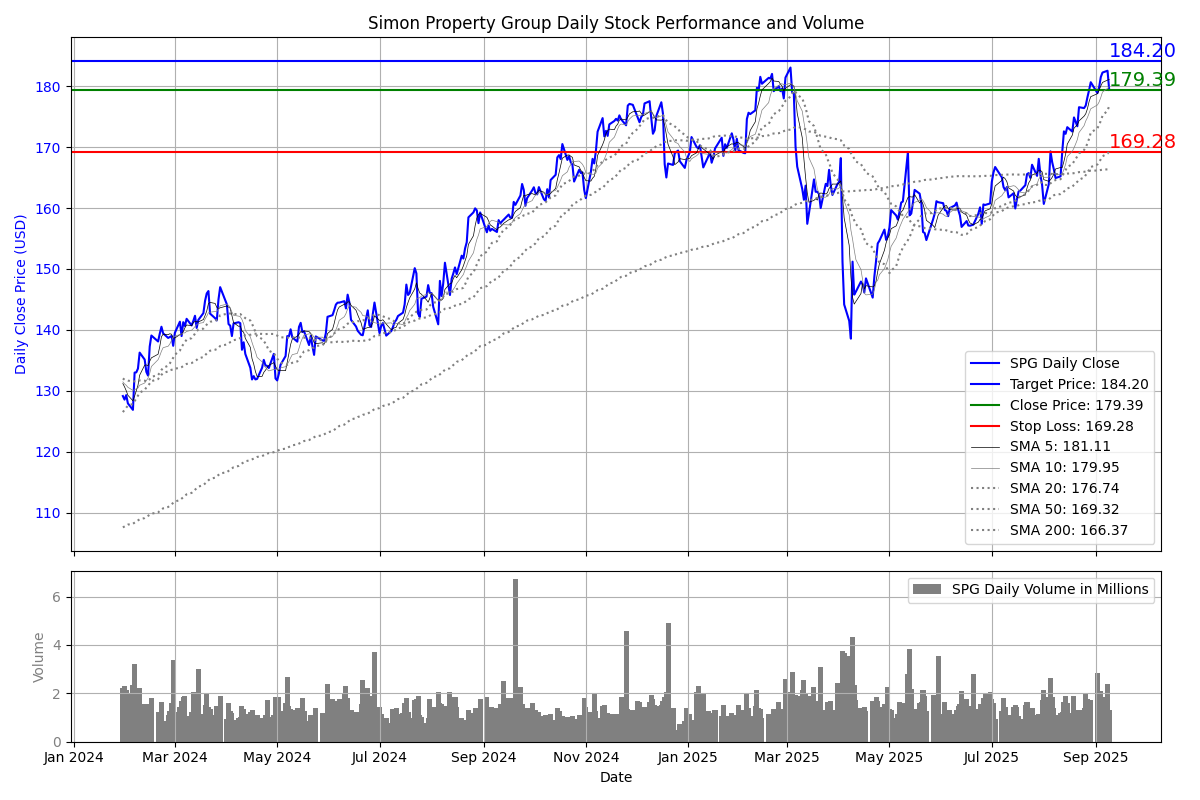 Simon Property Group Daily Stock Performance and Volume
184.20
179.39
169.28
180
170
160
150
140
130
120
110
Daily Close Price (USD)
SPG Daily Close
Target Price: 184.20
Close Price: 179.39
Stop Loss: 169.28
SMA 5: 181.11
SMA 10: 179.95
SMA 20: 176.74
SMA 50: 169.32
SMA 200: 166.37
SPG Daily Volume in Millions
6
4
2
0
Volume
Jan 2024 Mar 2024 May 2024 Jul 2024 Sep 2024 Nov 2024 Jan 2025 Mar 2025 May 2025 Jul 2025 Sep 2025
Date